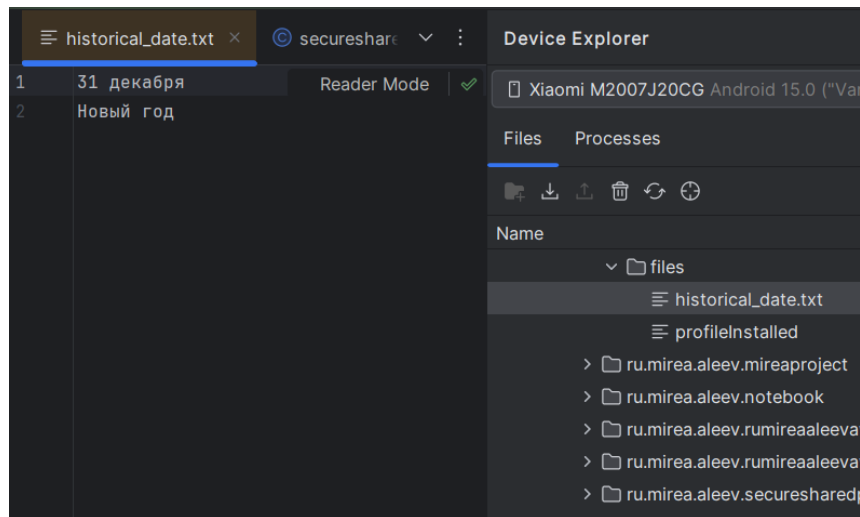 historical_date.txt
secureshare
Device Explorer
1 31 декабря
Reader Mode
2 Новый год
Xiaomi M2007J20CG Android 15.0 ("Va
Files Processes
Name
files
historical_date.txt
profileInstalled
ru.mirea.aleev.mireaproject
ru.mirea.aleev.notebook
ru.mirea.aleev.rumireaaleeva
ru.mirea.aleev.rumireaaleeva
ru.mirea.aleev.securesharedp